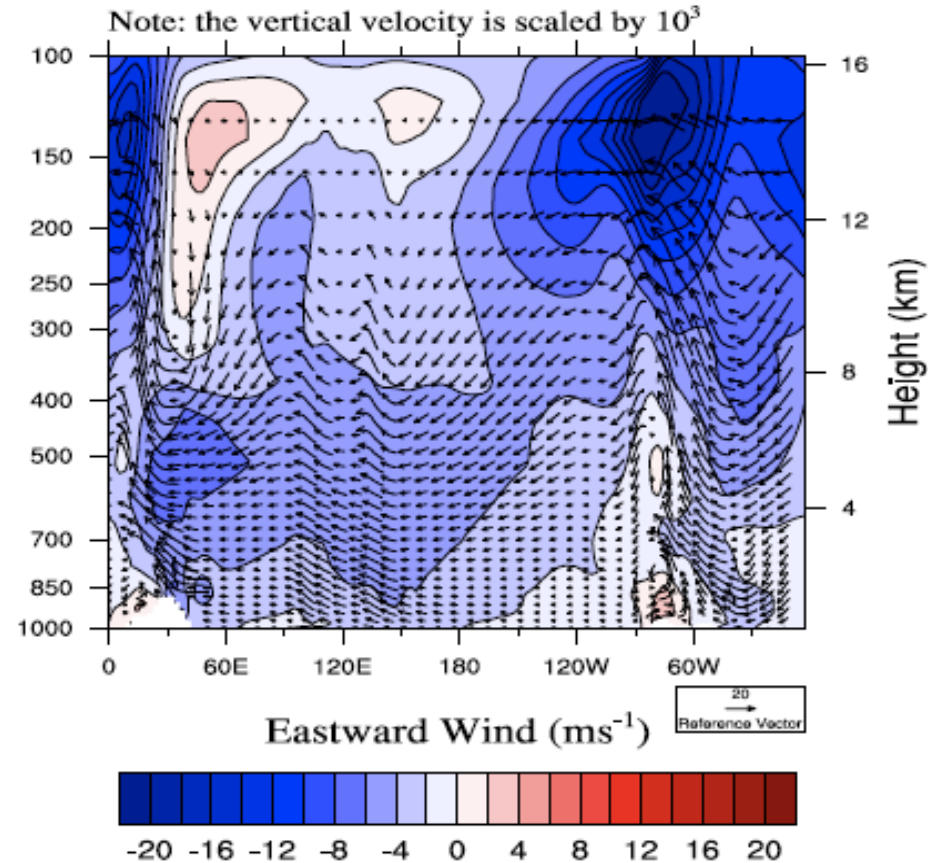 Note: the vertical velocity is scaled by 10³
100
150
200
250
300
400
500
700
850
1000
16
12
8
4
Height (km)
0 60E 120E 180 120W 60W
20
Reference Vector
Eastward Wind (ms⁻¹)
-20 -16 -12 -8 -4 0 4 8 12 16 20